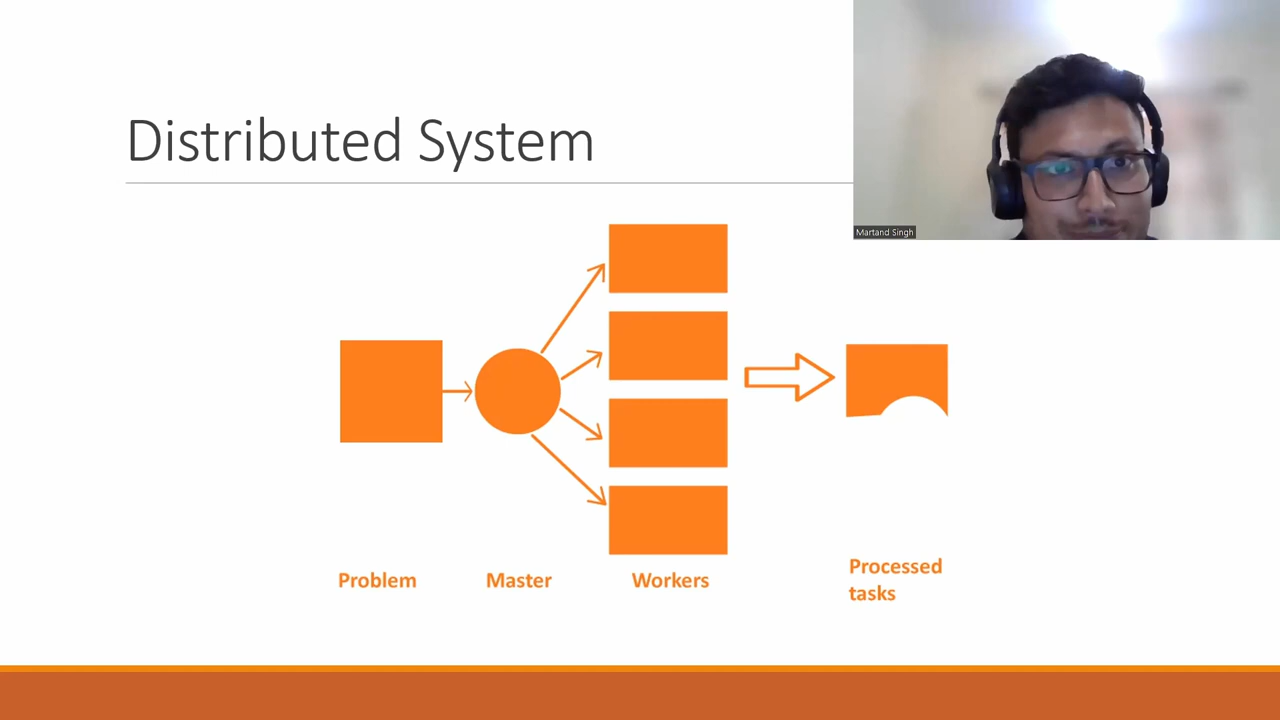 Distributed System
Martand Singh
Problem
Master
Workers
Processed
tasks